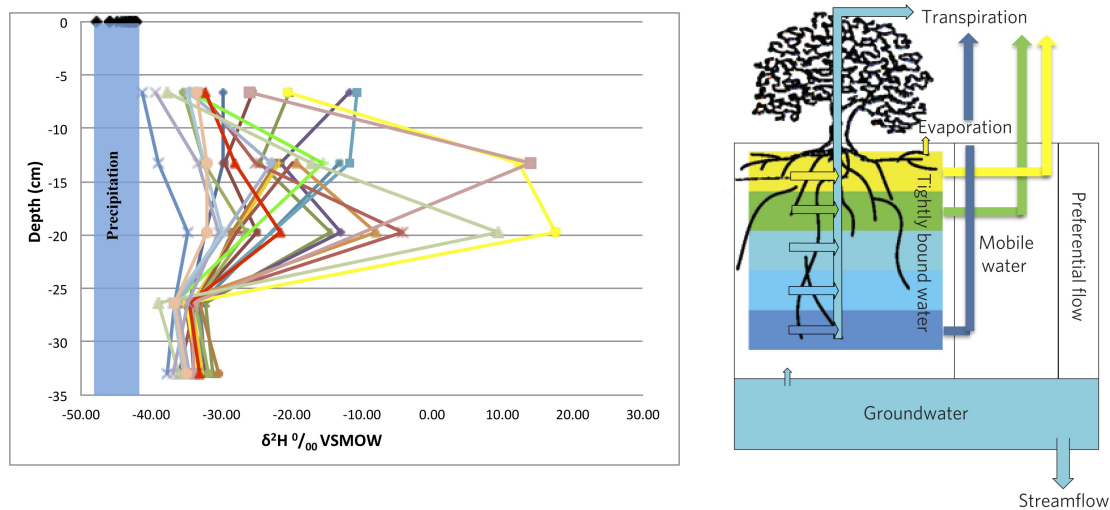 0
-5
-10
-15
-20
-25
-30
-35
Depth (cm)
Precipitation
-50.00 -40.00 -30.00 -20.00 -10.00 0.00 10.00 20.00 30.00
δ²H ⁰/₀₀ VSMOW
Transpiration
Evaporation
Tightly bound water
Mobile
water
Preferential flow
Groundwater
Streamflow